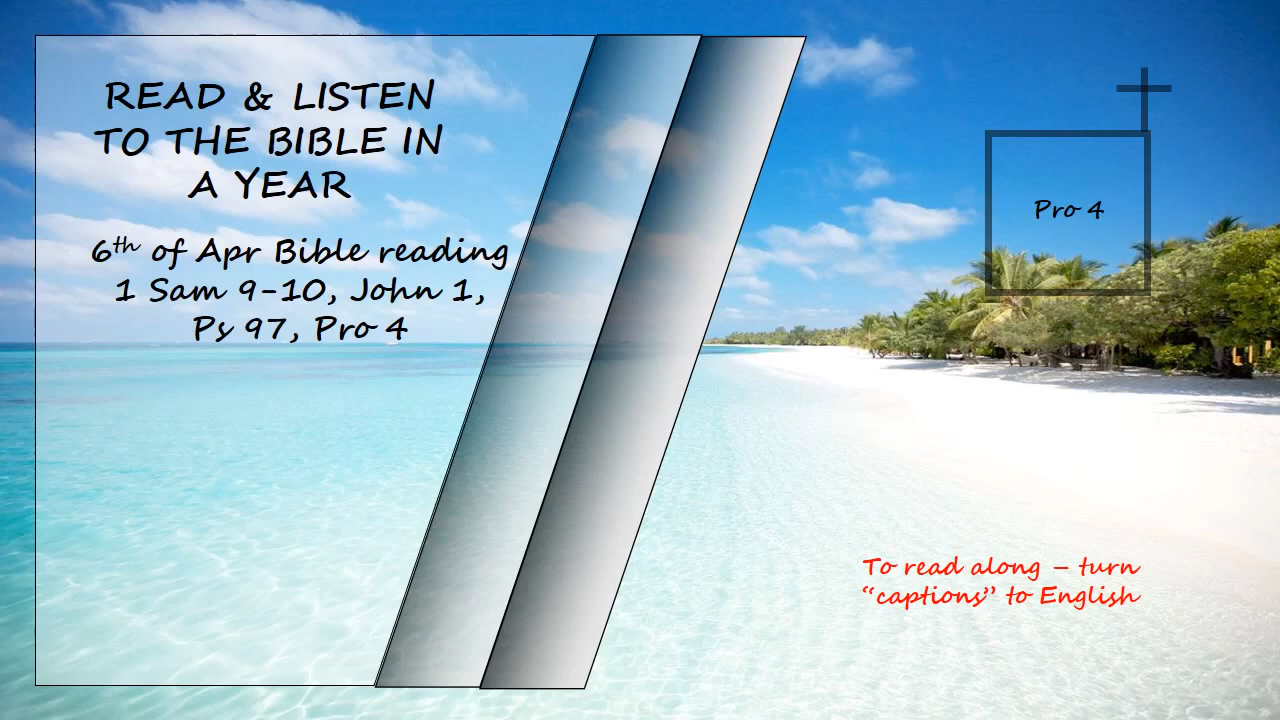 READ & LISTEN
TO THE BIBLE IN
A YEAR
6th of Apr Bible reading
1 Sam 9-10, John 1,
Ps 97, Pro 4
Pro 4
To read along – turn
“captions” to English